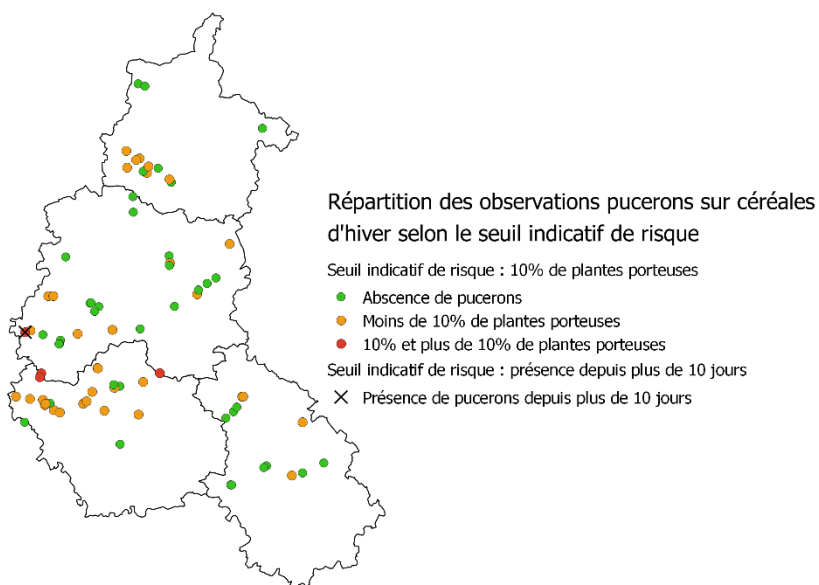 Répartition des observations pucerons sur céréales
d'hiver selon le seuil indicatif de risque
Seuil indicatif de risque : 10% de plantes porteuses
Absence de pucerons
Moins de 10% de plantes porteuses
10% et plus de 10% de plantes porteuses
Seuil indicatif de risque : présence depuis plus de 10 jours
Présence de pucerons depuis plus de 10 jours